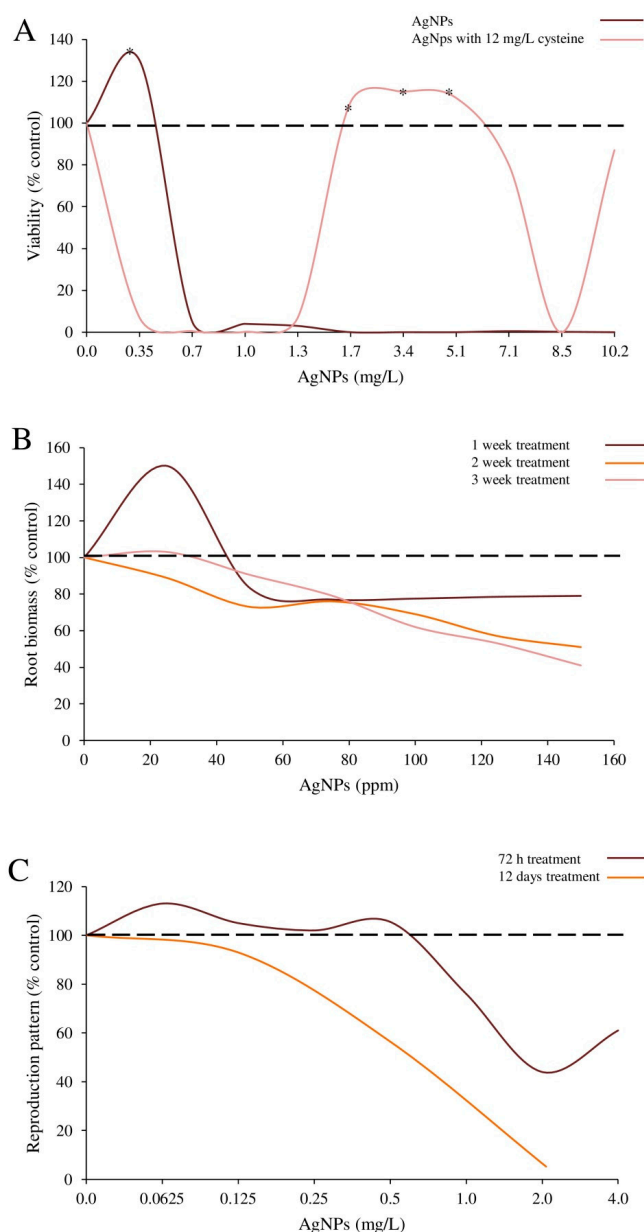 A
AgNPs
AgNps with 12 mg/L cysteine
Viability (% control)
140
120
100
80
60
40
20
0
0.0 0.35 0.7 1.0 1.3 1.7 3.4 5.1 7.1 8.5 10.2
AgNPs (mg/L)
* * * *
B
1 week treatment
2 week treatment
3 week treatment
Root biomass (% control)
160
140
120
100
80
60
40
20
0
0 20 40 60 80 100 120 140 160
AgNPs (ppm)
C
72 h treatment
12 days treatment
Reproduction pattern (% control)
120
100
80
60
40
20
0
0.0 0.0625 0.125 0.25 0.5 1.0 2.0 4.0
AgNPs (mg/L)